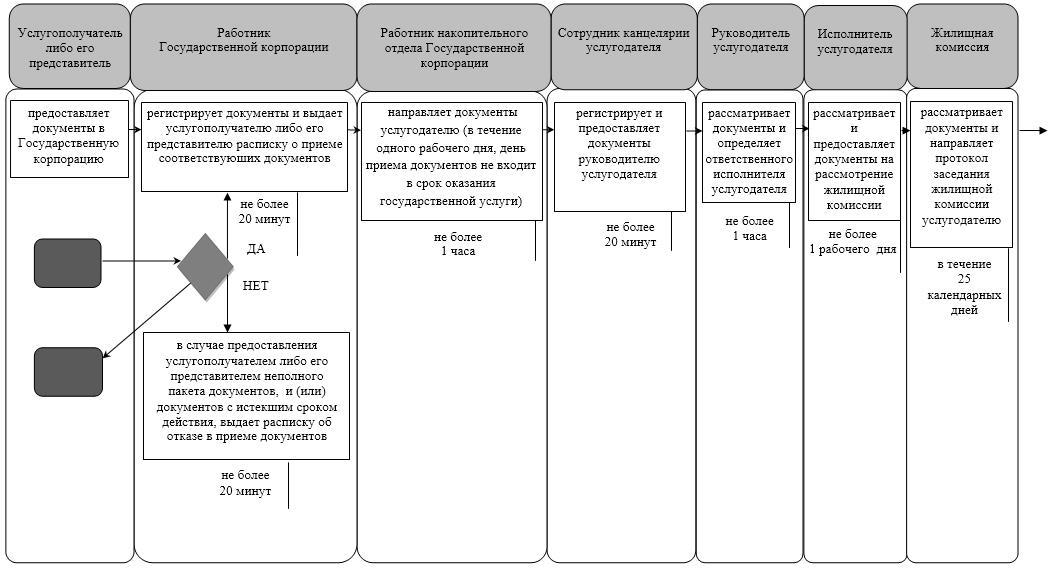 Услугополучатель
либо его
представитель
Работник
Государственной корпорации
Работник накопительного
отдела Государственной
корпорации
Сотрудник канцелярии
услугодателя
Руководитель
услугодателя
Исполнитель
услугодателя
Жилищная
комиссия
предоставляет
документы в
Государственную
корпорацию
регистрирует документы и выдает
услугополучателю либо его
представителю расписку о приеме
соответствующих документов
не более
20 минут
ДА
НЕТ
в случае предоставления
услугополучателем либо его
представителем неполного
пакета документов, и (или)
документов с истекшим сроком
действия, выдает расписку об
отказе в приеме документов
не более
20 минут
направляет документы
услугодателю (в течение
одного рабочего дня, день
приема документов не входит
в срок оказания
государственной услуги)
не более
1 часа
регистрирует и
предоставляет
документы
руководителю
услугодателя
не более
20 минут
рассматривает
документы и
определяет
ответственного
исполнителя
услугодателя
не более
1 часа
рассматривает
и
предоставляет
документы на
рассмотрение
жилищной
комиссии
не более
1 рабочего дня
рассматривает
документы и
направляет
протокол
заседания
жилищной
комиссии
услугодателю
в течение
25
календарных
дней